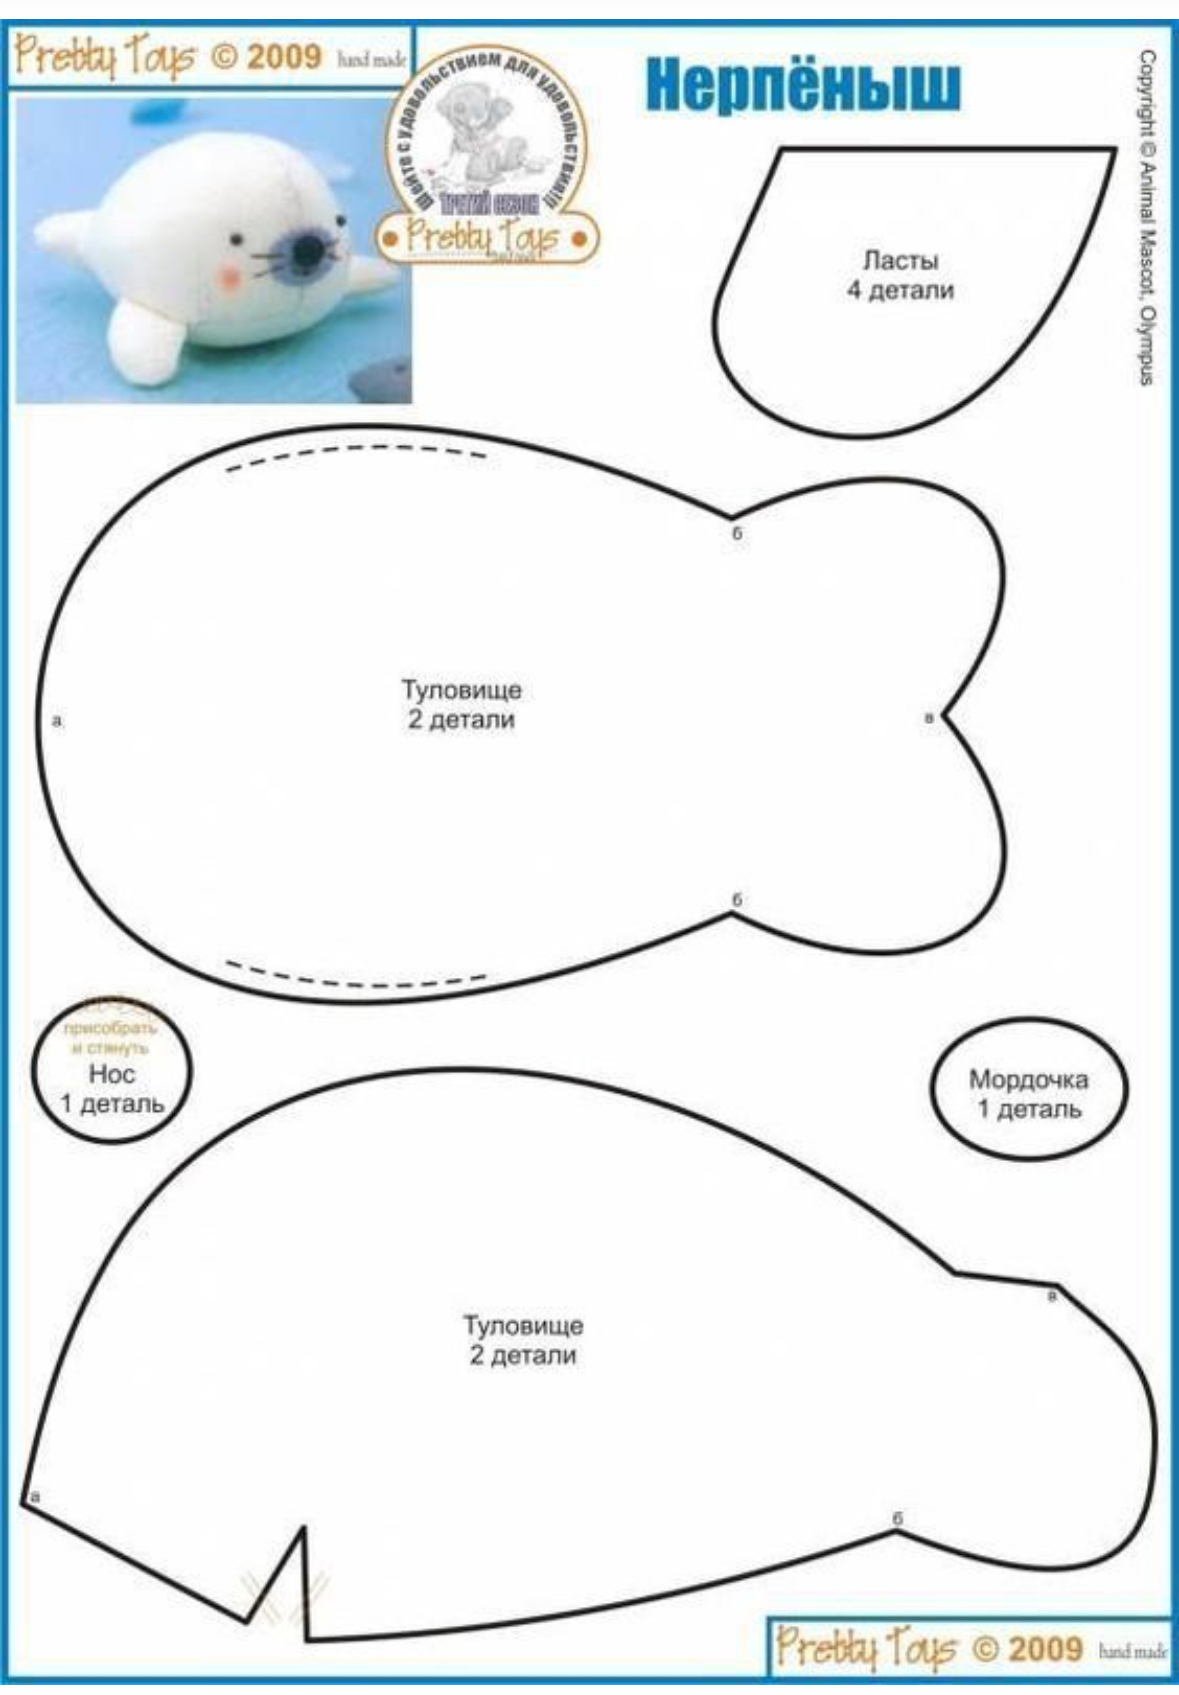 Pretty Toys © 2009 hand made
Шейте с удовольствием для удовольствия!!!
ТРЕТИЙ СЕЗОН
Pretty Toys
Нерпёныш
Copyright © Animal Mascot, Olympus
Ласты
4 детали
б
Туловище
2 детали
а
в
б
присобрать
и стянуть
Нос
1 деталь
Мордочка
1 деталь
в
Туловище
2 детали
а
б
Pretty Toys © 2009 hand made